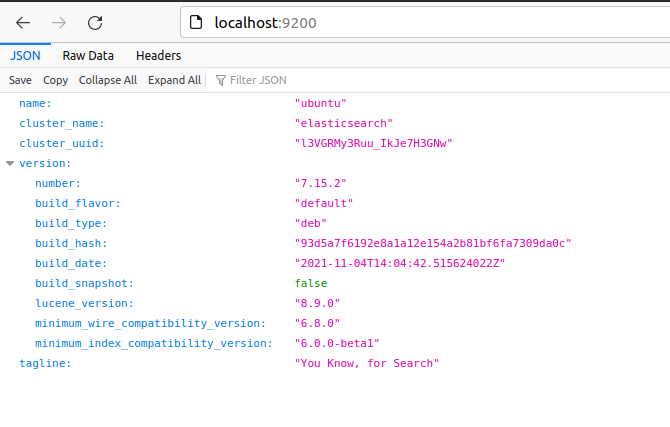 localhost:9200
JSON Raw Data Headers
Save Copy Collapse All Expand All Filter JSON
name: "ubuntu"
cluster_name: "elasticsearch"
cluster_uuid: "l3VGRMy3Ruu_IkJe7H3GNw"
version:
number: "7.15.2"
build_flavor: "default"
build_type: "deb"
build_hash: "93d5a7f6192e8a1a12e154a2b81bf6fa7309da0c"
build_date: "2021-11-04T14:04:42.515624022Z"
build_snapshot: false
lucene_version: "8.9.0"
minimum_wire_compatibility_version: "6.8.0"
minimum_index_compatibility_version: "6.0.0-beta1"
tagline: "You Know, for Search"